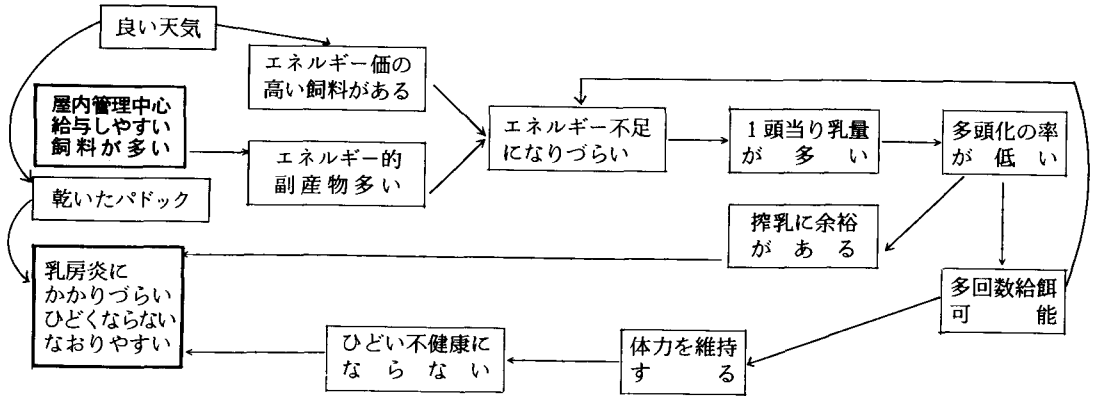 良い天気
エネルギー価の
高い飼料がある
屋内管理中心
給与しやすい
飼料が多い
エネルギー的
副産物多い
エネルギー不足
になりづらい
1頭当り乳量
が多い
多頭化の率
が低い
乾いたパドック
搾乳に余裕
がある
乳房炎に
かかりづらい
ひどくならない
なおりやすい
多回数給餌
可能
ひどい不健康に
ならない
体力を維持
する